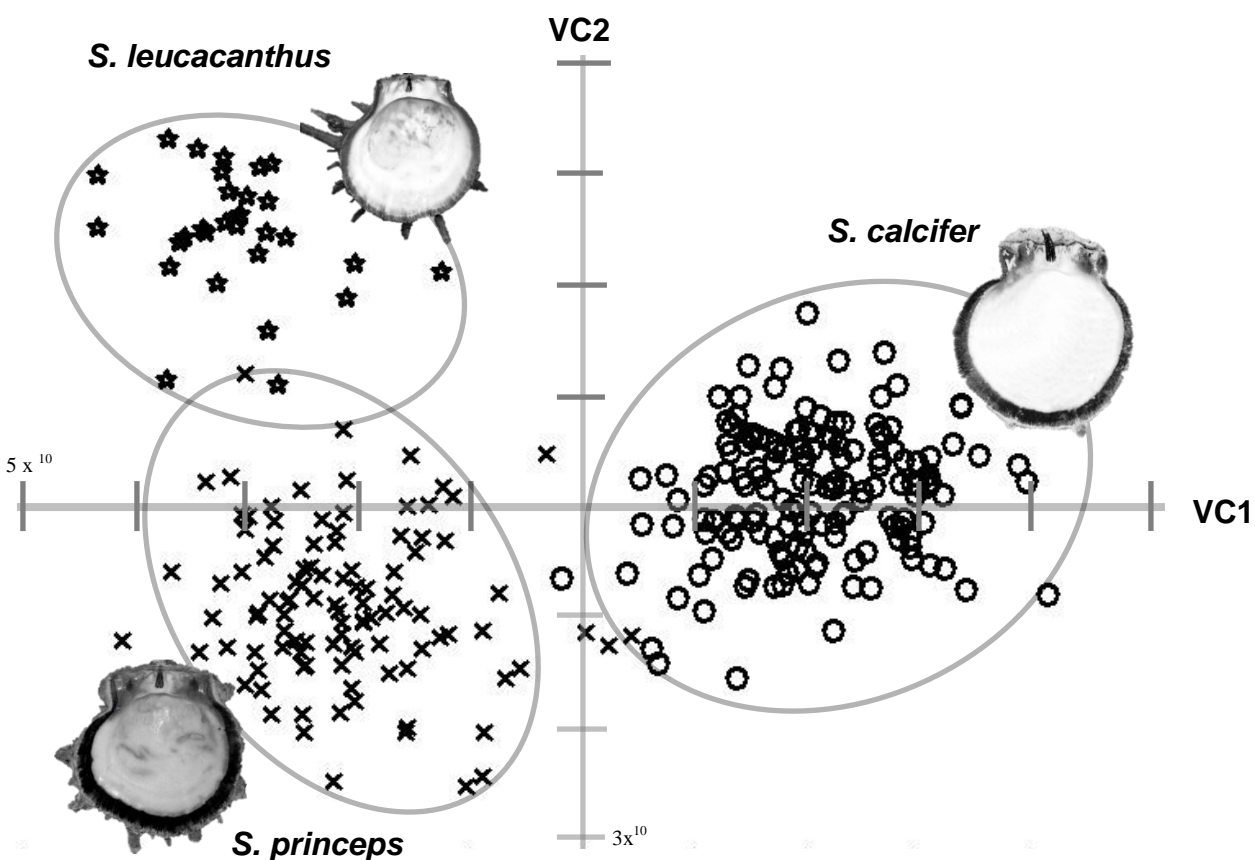 VC2
S. leucacanthus
S. calcifer
5 x 10
VC1
3x10
S. princeps